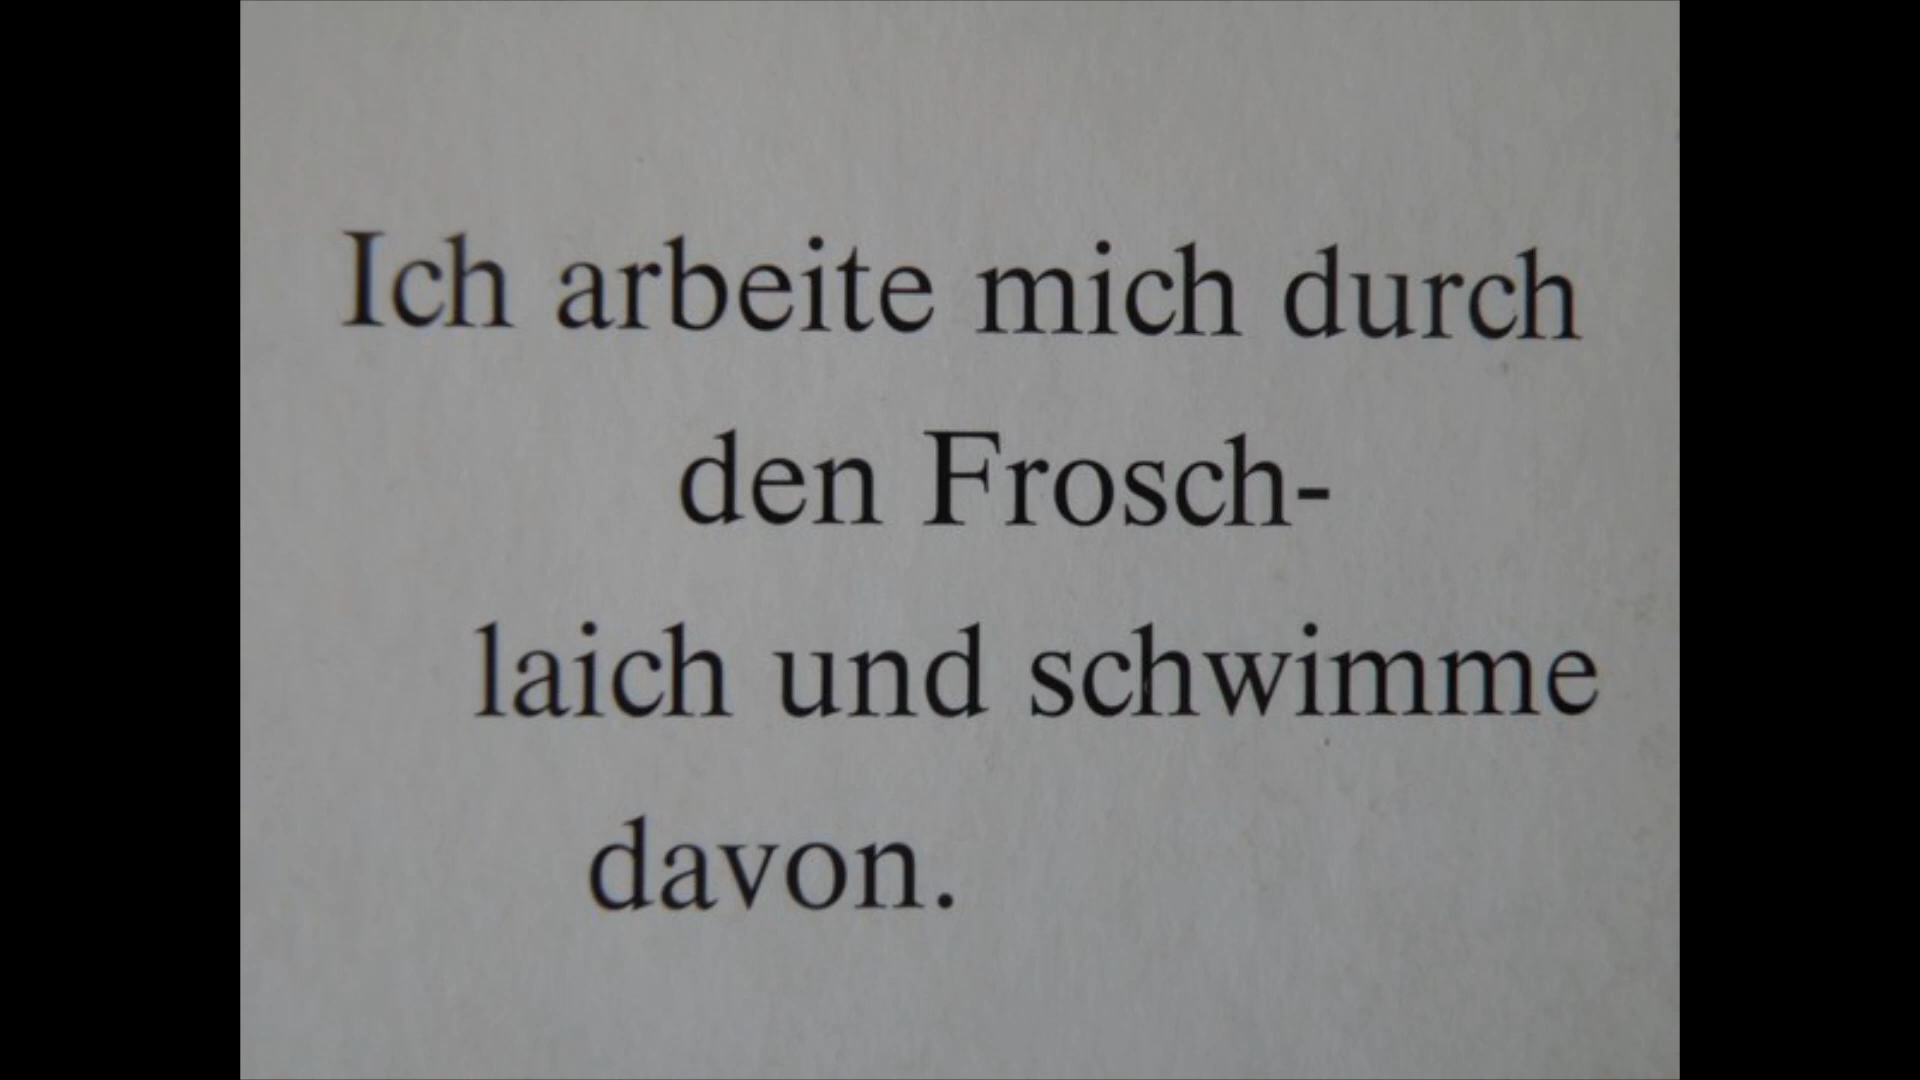 Ich arbeite mich durch
den Frosch-
laich und schwimme
davon.